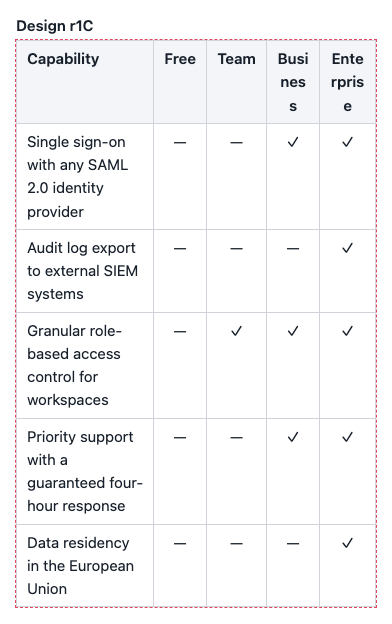 Design r1C
Capability Free Team Busi Ente
nes rpris
s e
Single sign-on — — ✓ ✓
with any SAML
2.0 identity
provider
Audit log export — — — ✓
to external SIEM
systems
Granular role- — ✓ ✓ ✓
based access
control for
workspaces
Priority support — — ✓ ✓
with a
guaranteed four-
hour response
Data residency — — — ✓
in the European
Union